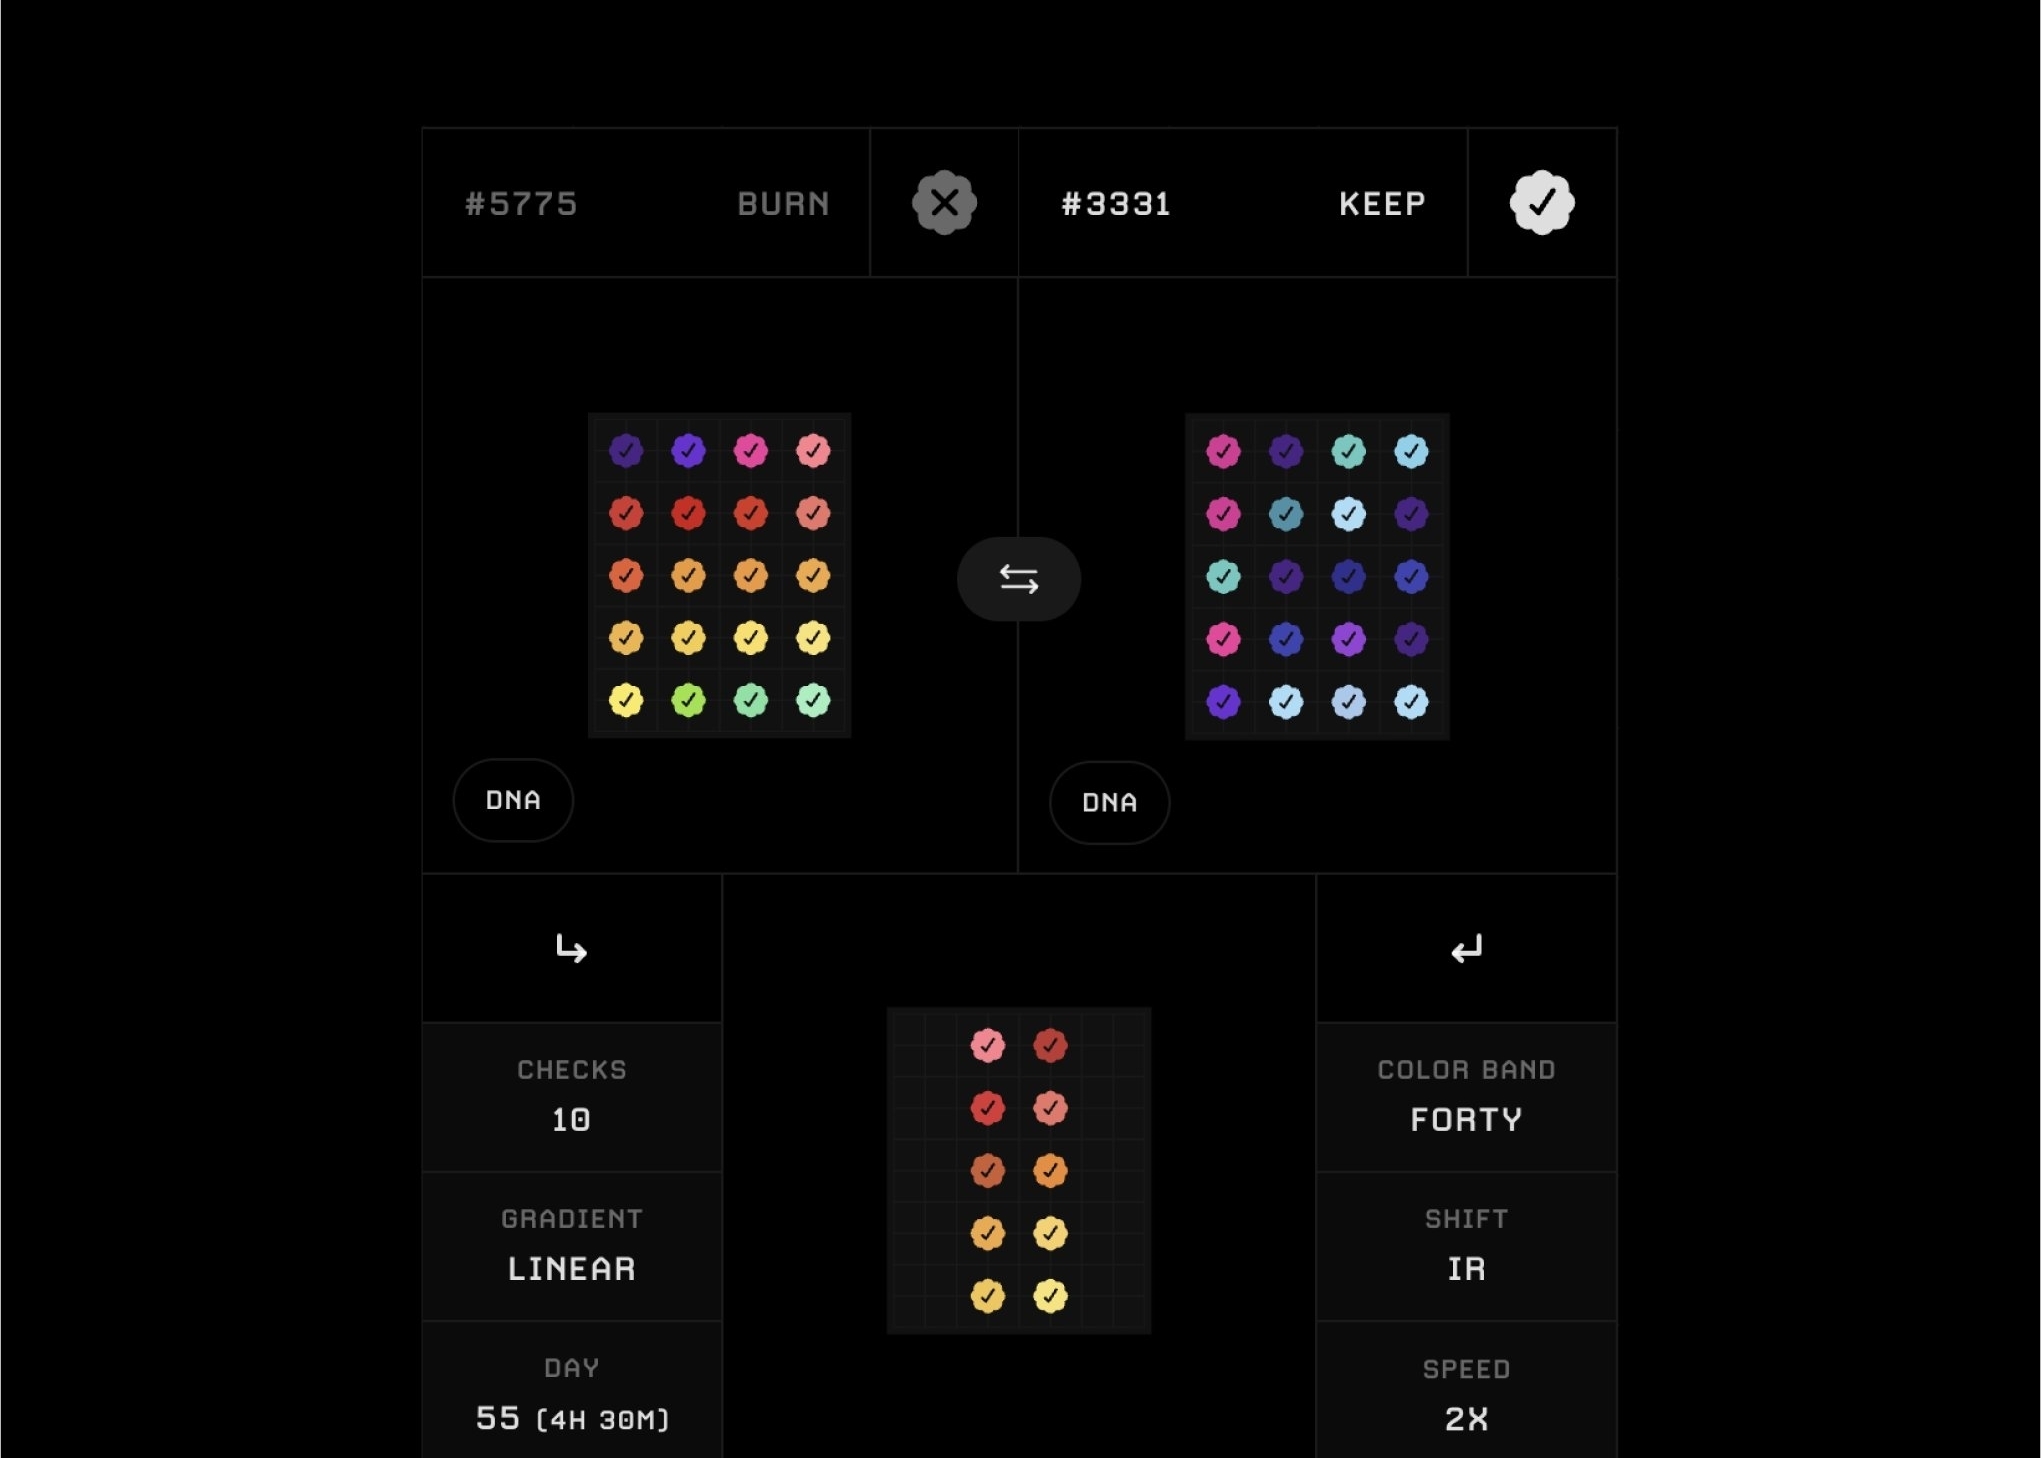 #5775 BURN #3331 KEEP
DNA DNA
CHECKS
10
COLOR BAND
FORTY
GRADIENT
LINEAR
SHIFT
IR
DAY
55 (4H 30M)
SPEED
2X